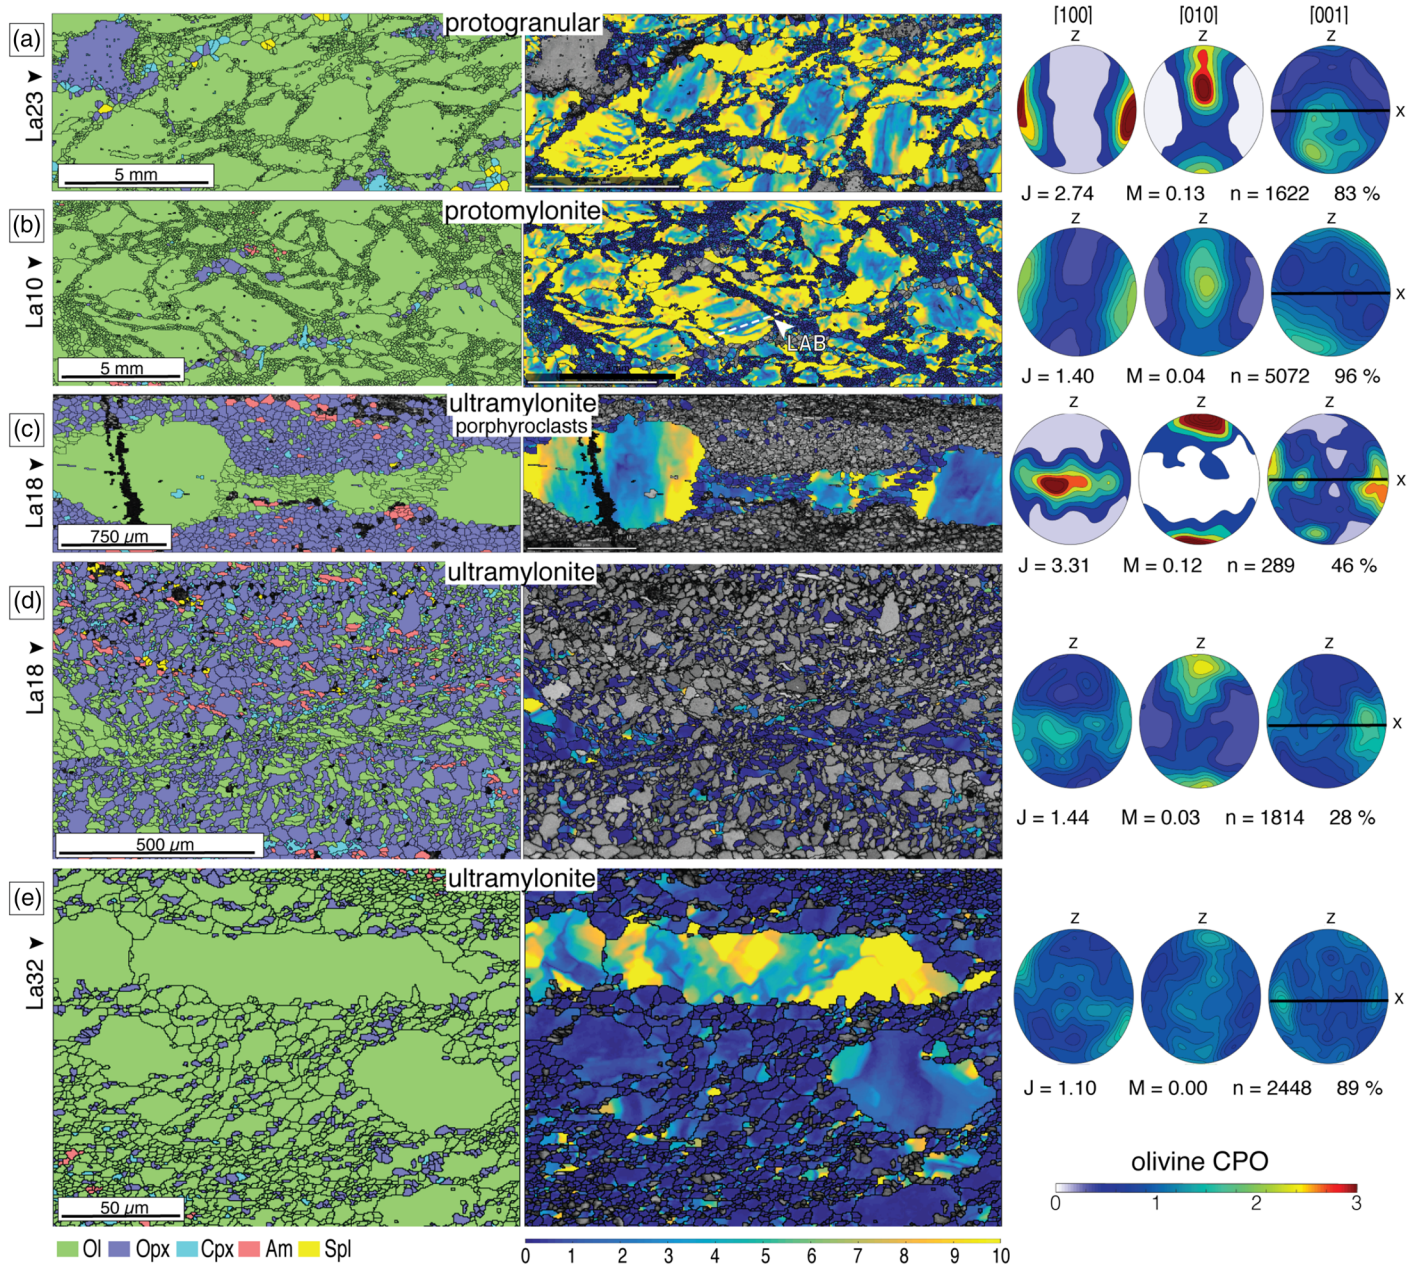 (a)
La23
protogranular
5 mm
[100]
[010]
[001]
z
z
x
J = 2.74 M = 0.13 n = 1622 83 %
(b)
La10
protomylonite
5 mm
LAB
z
z
z
x
J = 1.40 M = 0.04 n = 5072 96 %
(c)
La18
ultramylonite
porphyroclasts
750 µm
z
z
z
x
J = 3.31 M = 0.12 n = 289 46 %
(d)
La18
ultramylonite
500 µm
z
z
z
x
J = 1.44 M = 0.03 n = 1814 28 %
(e)
La32
ultramylonite
50 µm
z
z
z
x
J = 1.10 M = 0.00 n = 2448 89 %
olivine CPO
0 1 2 3
Ol Opx Cpx Am Spl
0 1 2 3 4 5 6 7 8 9 10